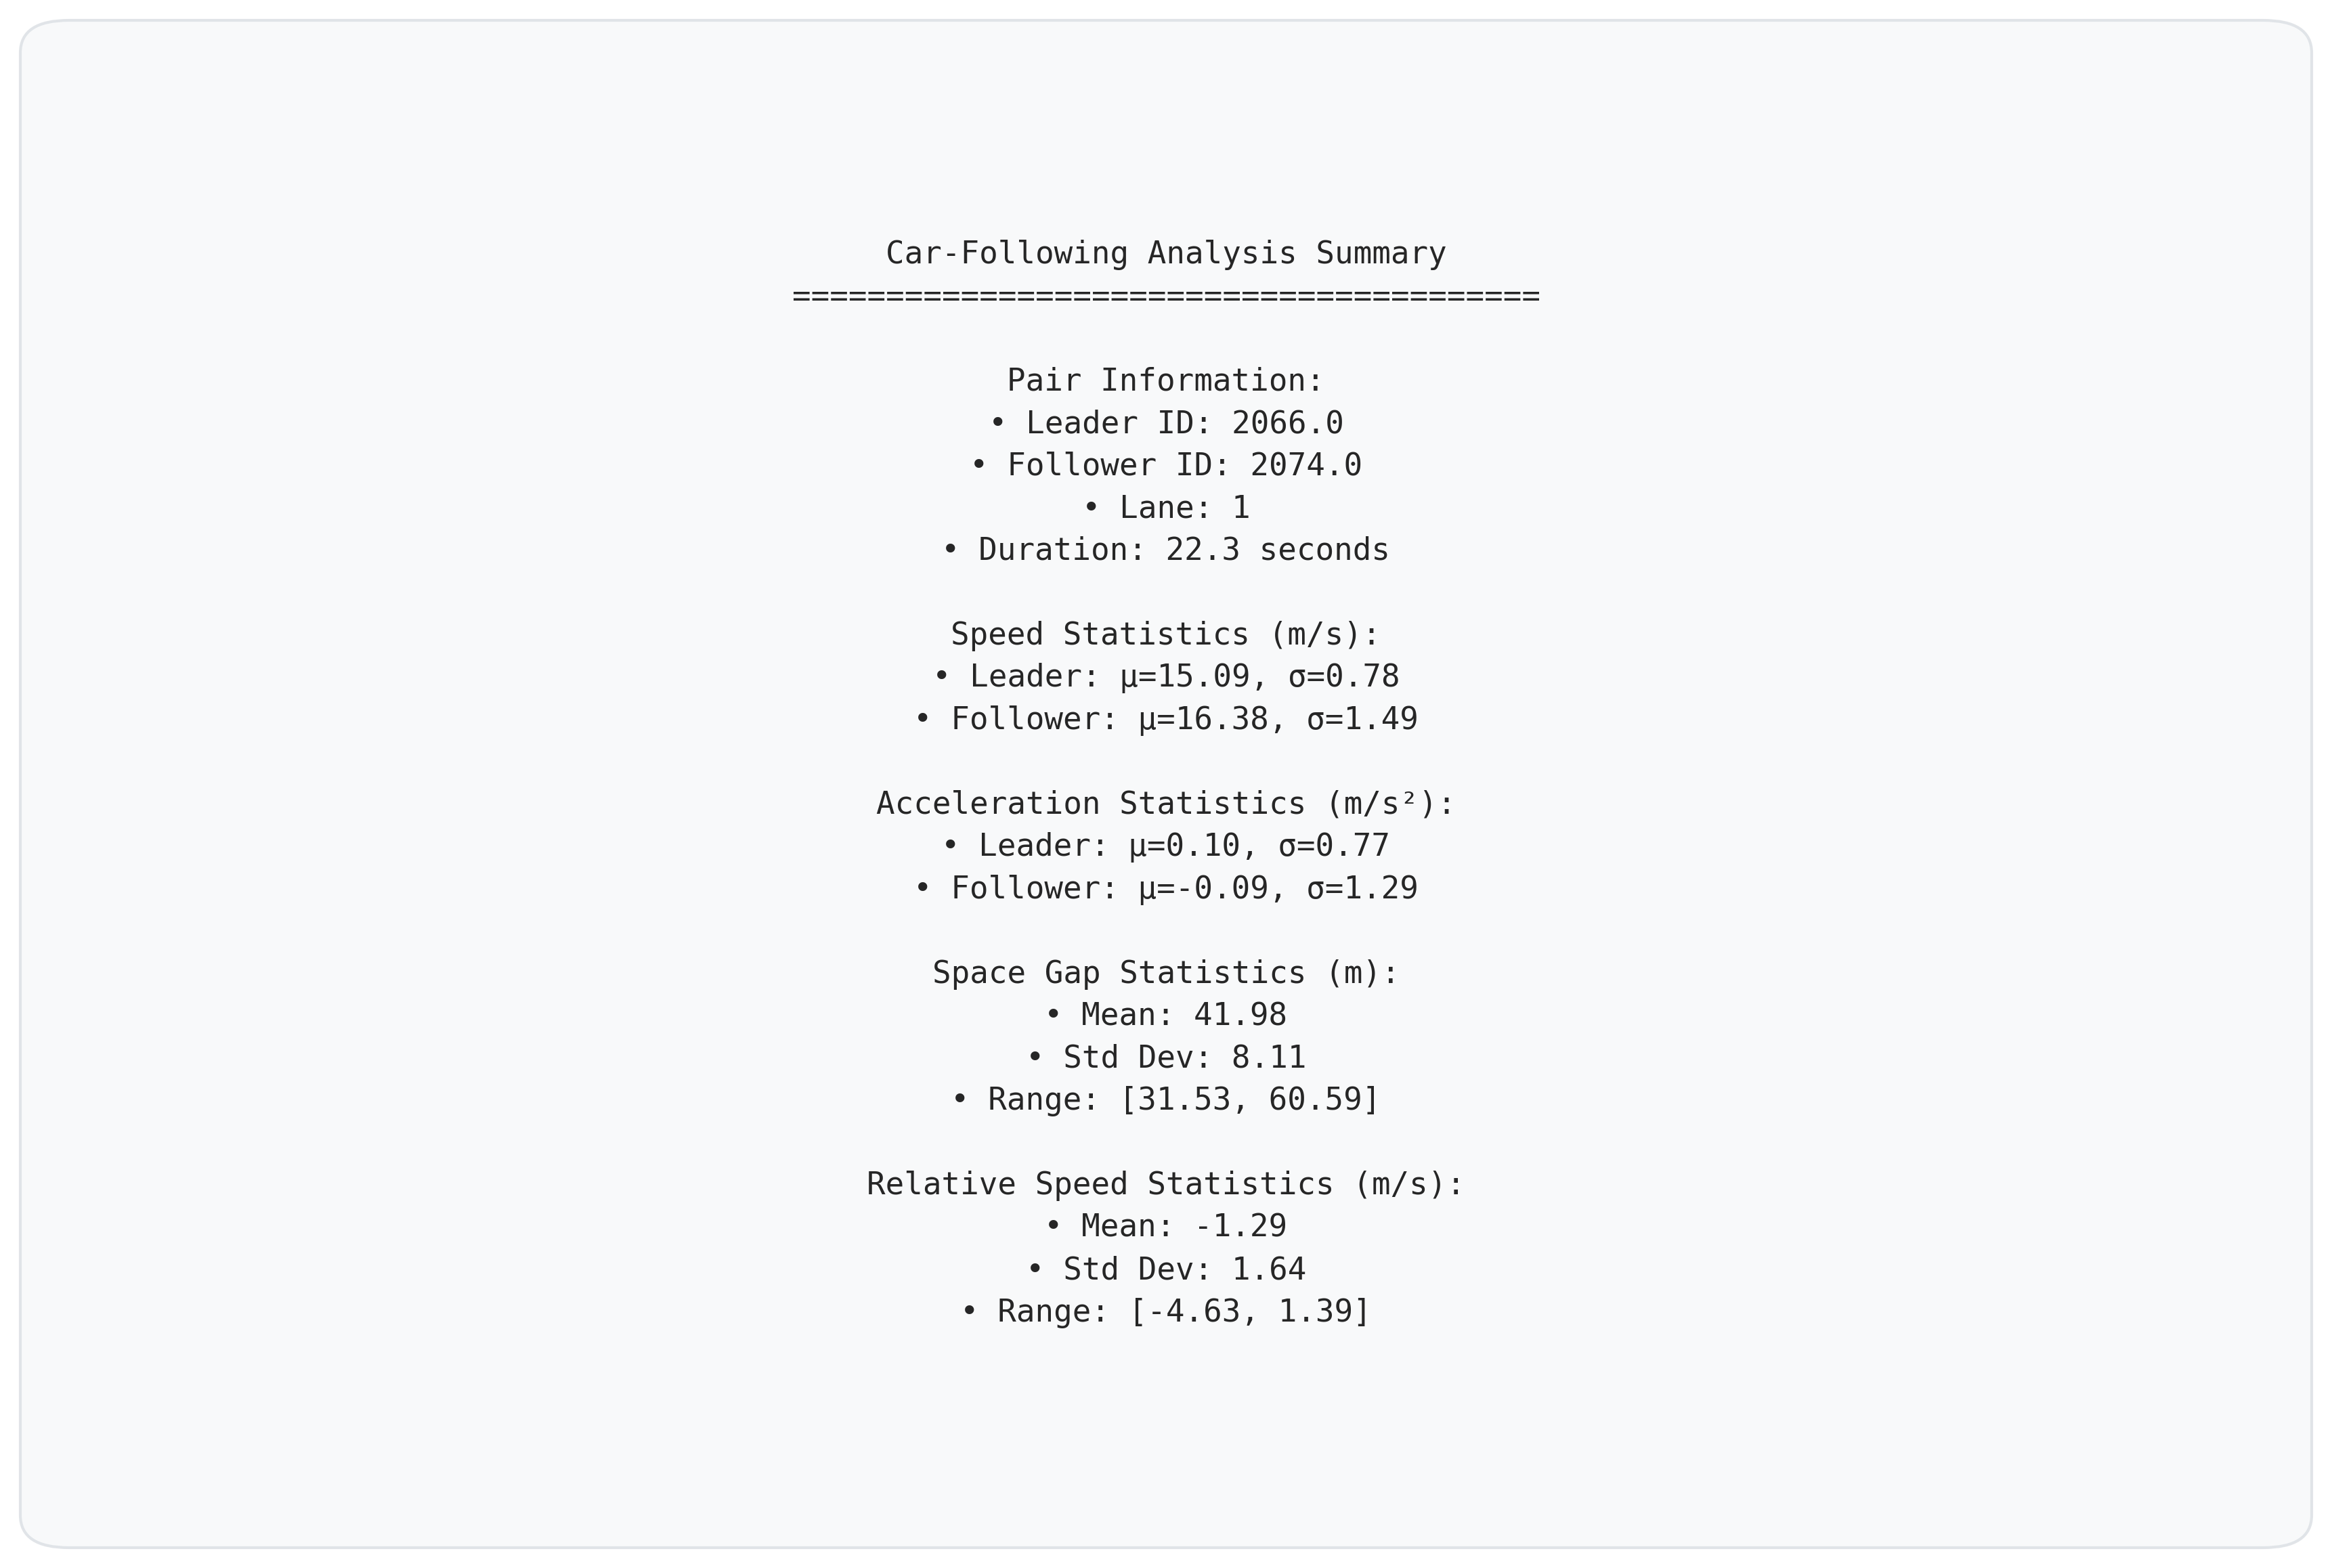 Car-Following Analysis Summary
========================================
Pair Information:
• Leader ID: 2066.0
• Follower ID: 2074.0
• Lane: 1
• Duration: 22.3 seconds
Speed Statistics (m/s):
• Leader: μ=15.09, σ=0.78
• Follower: μ=16.38, σ=1.49
Acceleration Statistics (m/s²):
• Leader: μ=0.10, σ=0.77
• Follower: μ=-0.09, σ=1.29
Space Gap Statistics (m):
• Mean: 41.98
• Std Dev: 8.11
• Range: [31.53, 60.59]
Relative Speed Statistics (m/s):
• Mean: -1.29
• Std Dev: 1.64
• Range: [-4.63, 1.39]